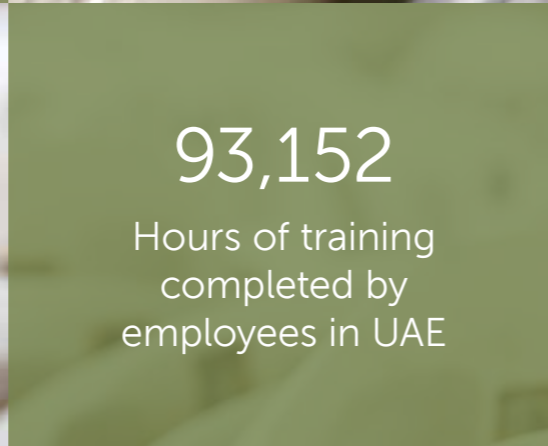 93,152
Hours of training
completed by
employees in UAE